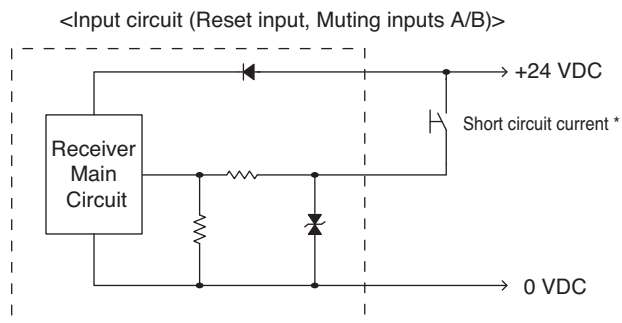 <Input circuit (Reset input, Muting inputs A/B)>
+24 VDC
Short circuit current *
Receiver
Main
Circuit
0 VDC